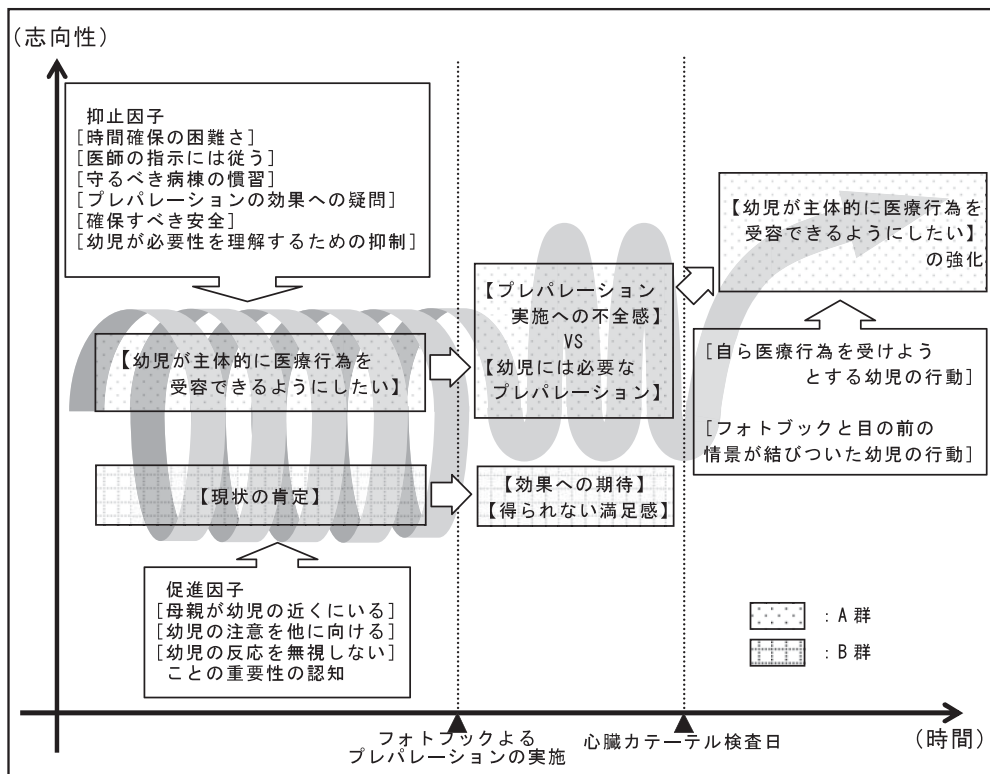 (志向性)
抑止因子
[時間確保の困難さ]
[医師の指示には従う]
[守るべき病棟の慣習]
[プレパレーションの効果への疑問]
[確保すべき安全]
[幼児が必要性を理解するための抑制]
【幼児が主体的に医療行為を
受容できるようにしたい】
【現状の肯定】
促進因子
[母親が幼児の近くにいる]
[幼児の注意を他に向ける]
[幼児の反応を無視しない]
ことの重要性の認知
【プレパレーション
実施への不全感】
VS
【幼児には必要な
プレパレーション】
【効果への期待】
【得られない満足感】
【幼児が主体的に医療行為を
受容できるようにしたい】
の強化
[自ら医療行為を受けよう
とする幼児の行動]
[フォトブックと目の前の
情景が結びついた幼児の行動]
:A群
:B群
フォトブックよる
プレパレーションの実施
心臓カテーテル検査日
(時間)